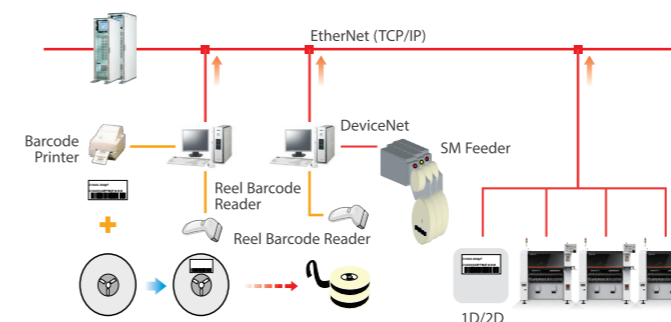 EtherNet (TCP/IP)
DeviceNet
Barcode
Printer
SM Feeder
Reel Barcode
Reader
Reel Barcode Reader
1D/2D